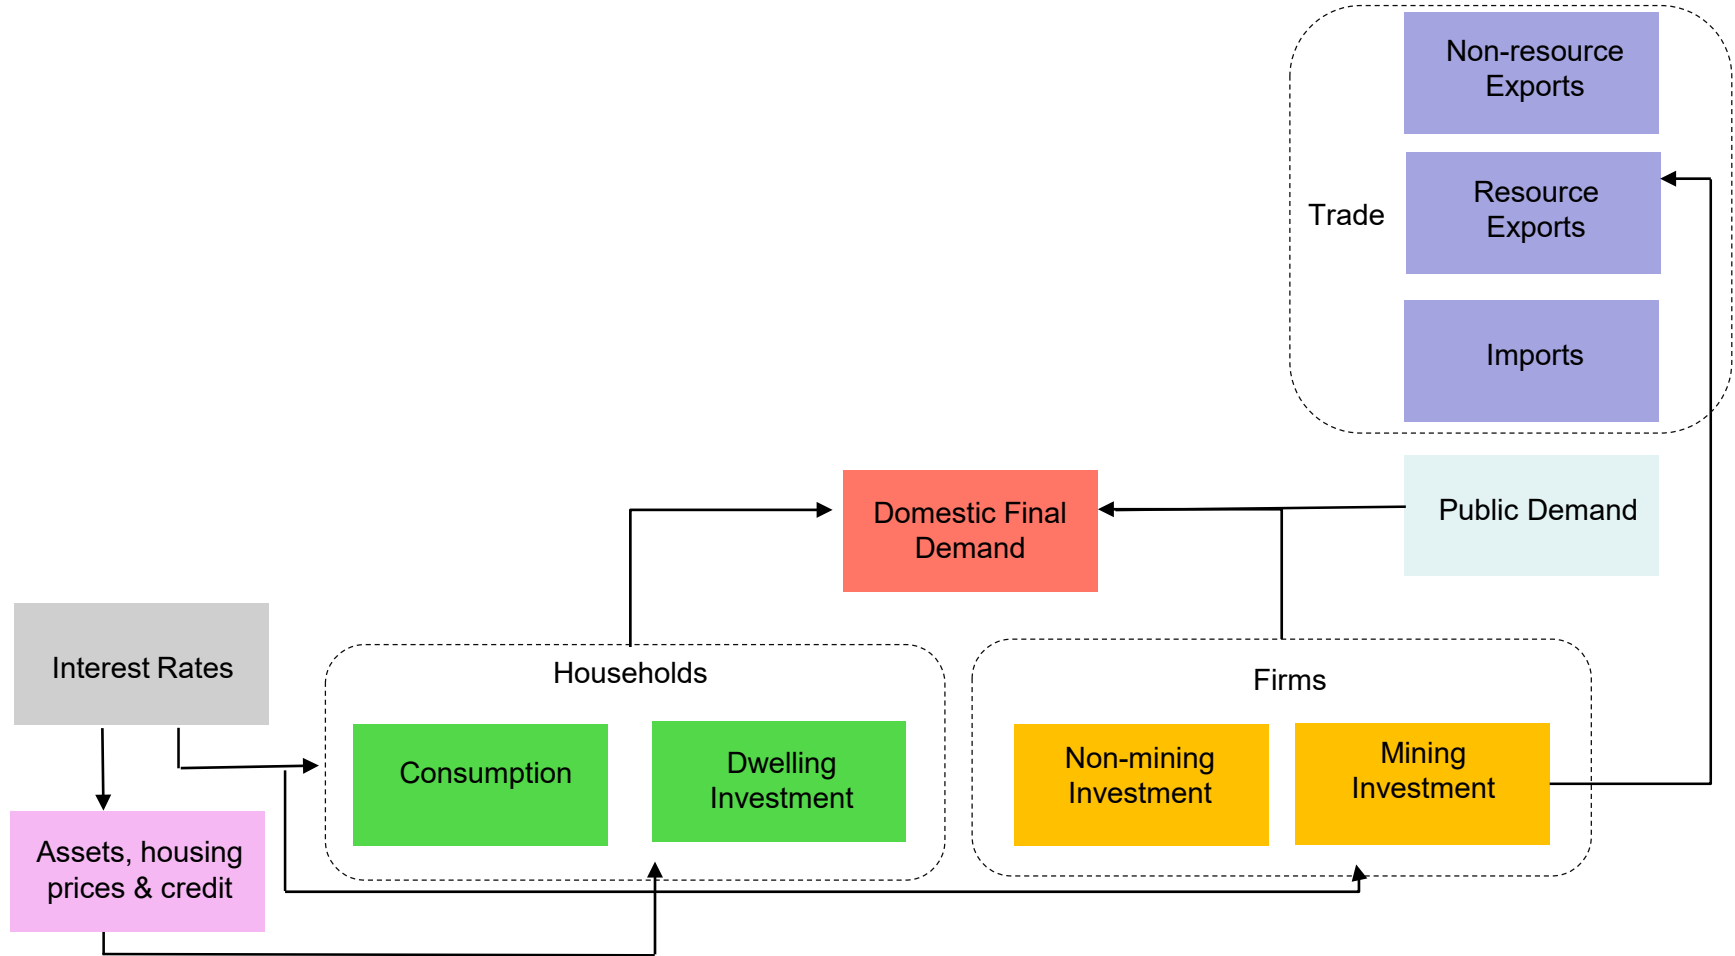 Non-resource
Exports
Resource
Exports
Trade
Imports
Domestic Final
Demand
Public Demand
Interest Rates
Households
Firms
Consumption
Dwelling
Investment
Non-mining
Investment
Mining
Investment
Assets, housing
prices & credit